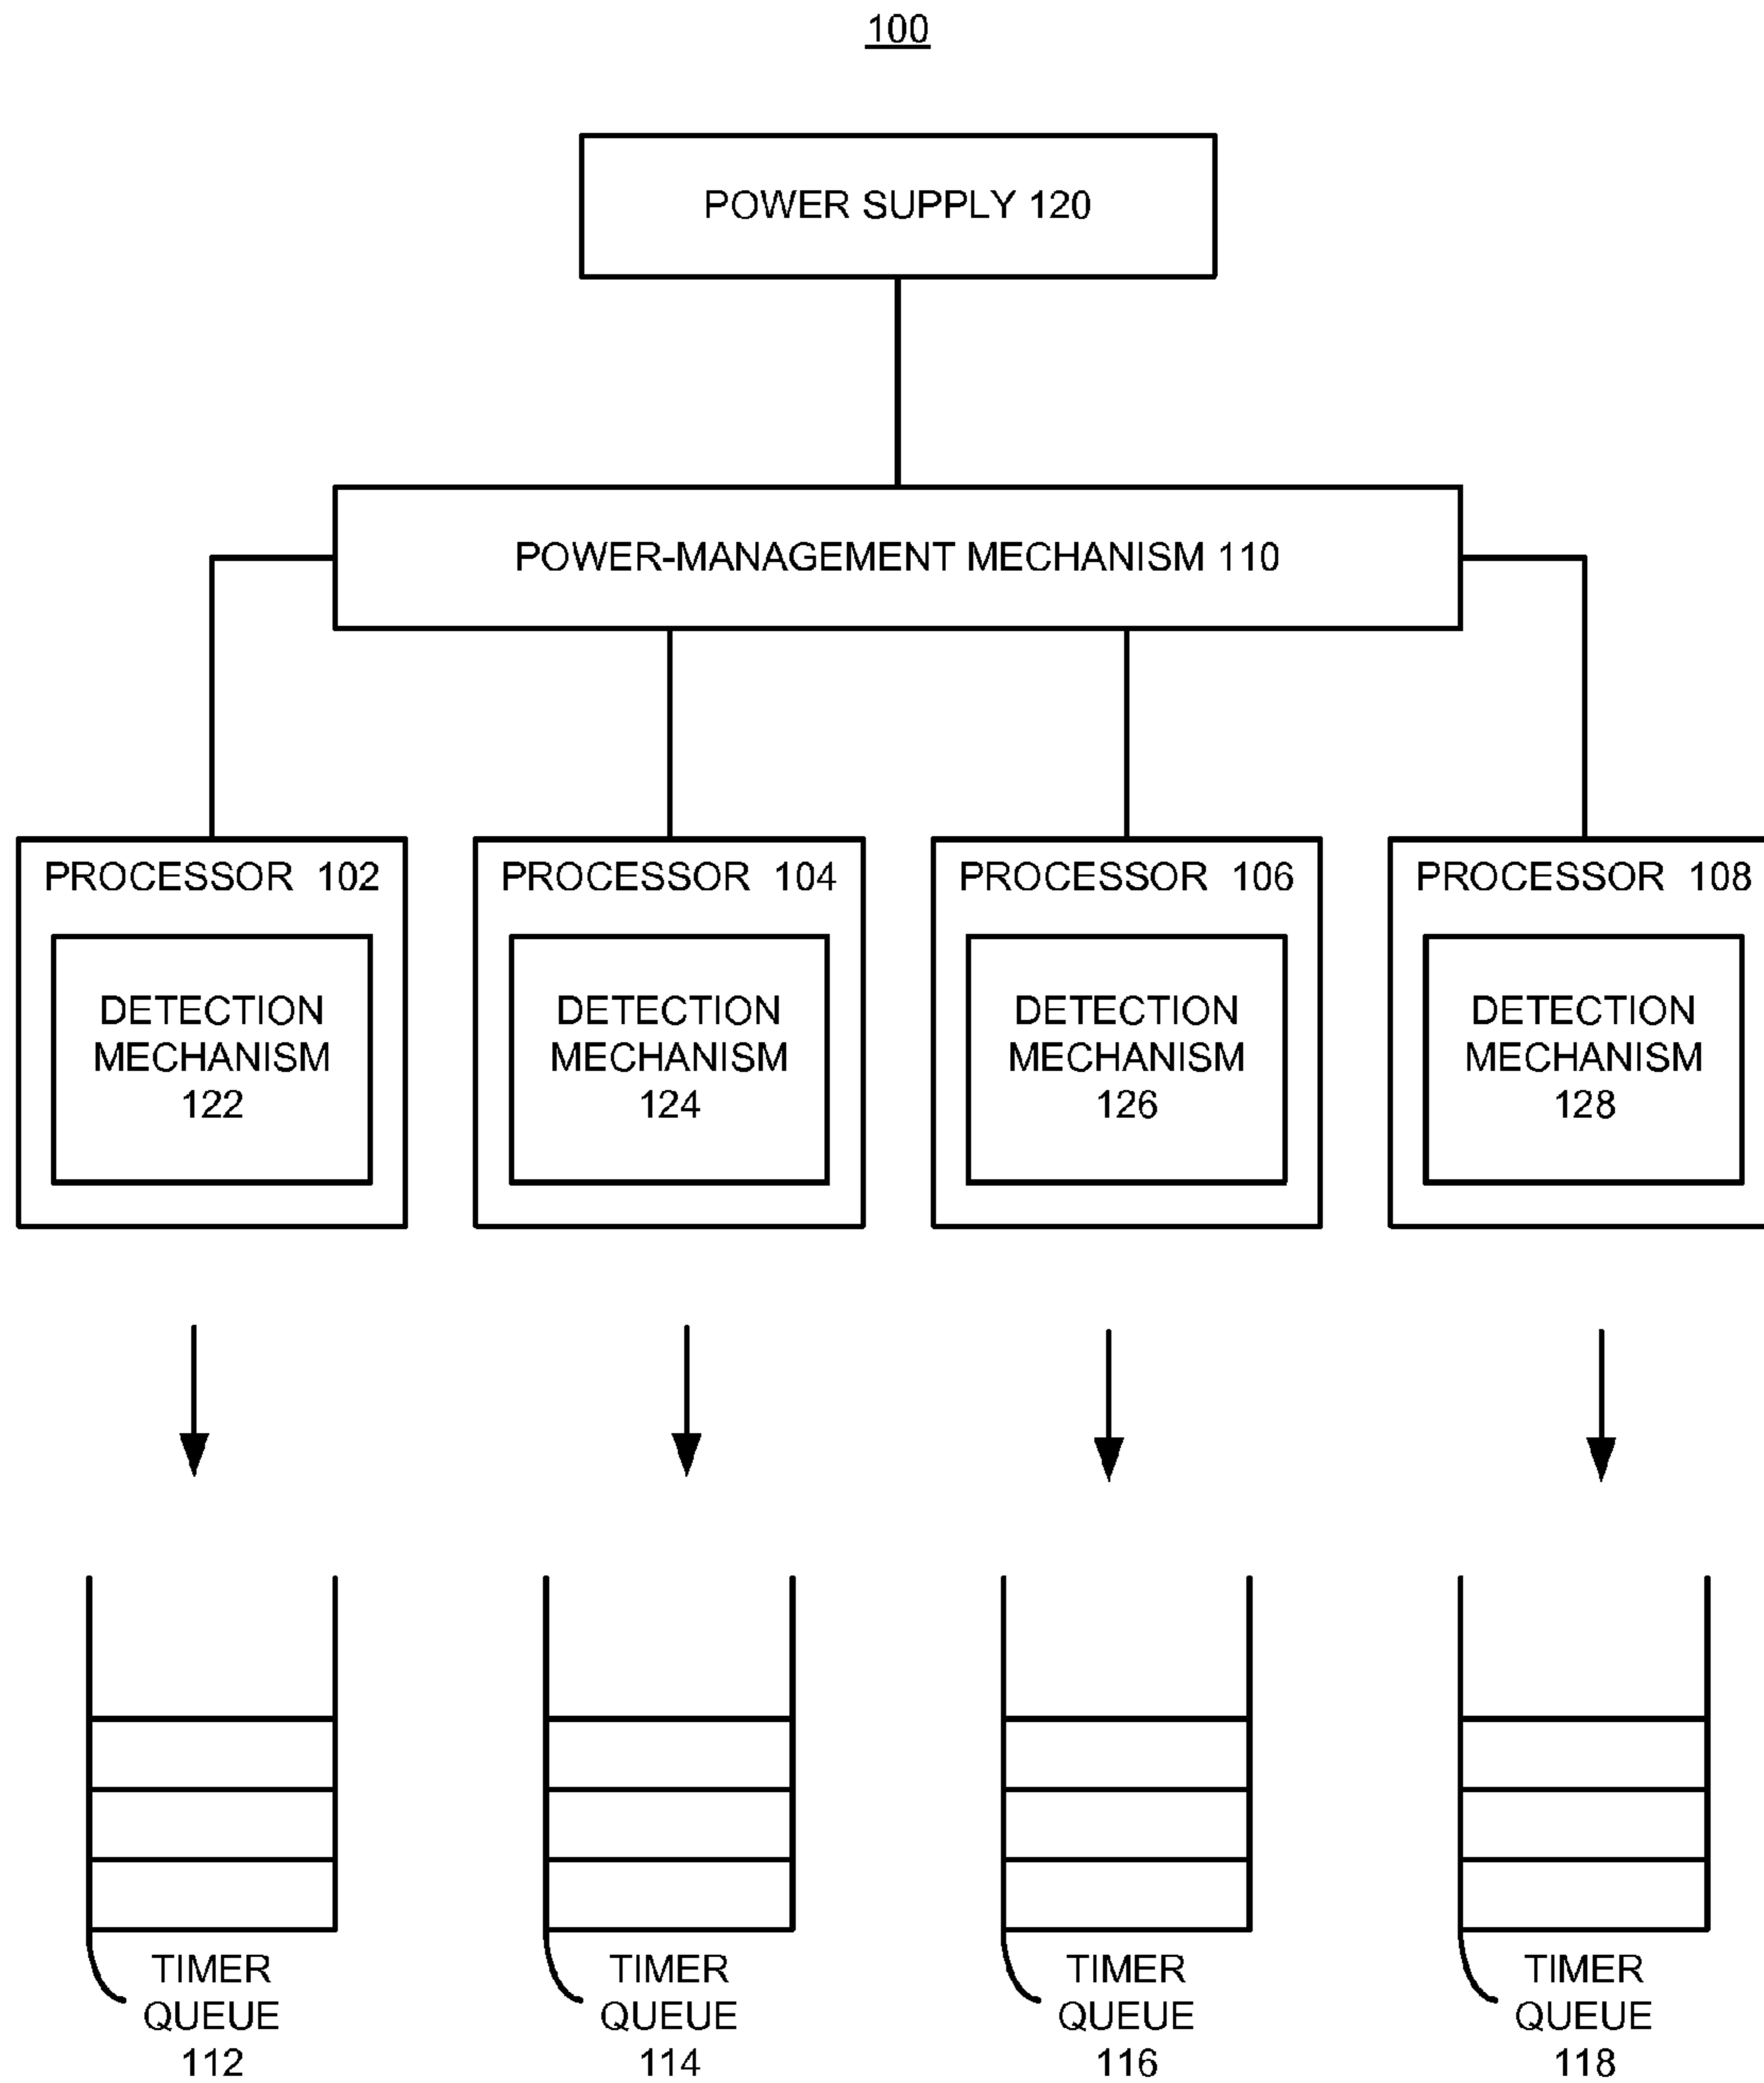 100
POWER SUPPLY 120
POWER-MANAGEMENT MECHANISM 110
PROCESSOR 102
DETECTION
MECHANISM
122
PROCESSOR 104
DETECTION
MECHANISM
124
PROCESSOR 106
DETECTION
MECHANISM
126
PROCESSOR 108
DETECTION
MECHANISM
128
TIMER
QUEUE
112
TIMER
QUEUE
114
TIMER
QUEUE
116
TIMER
QUEUE
118